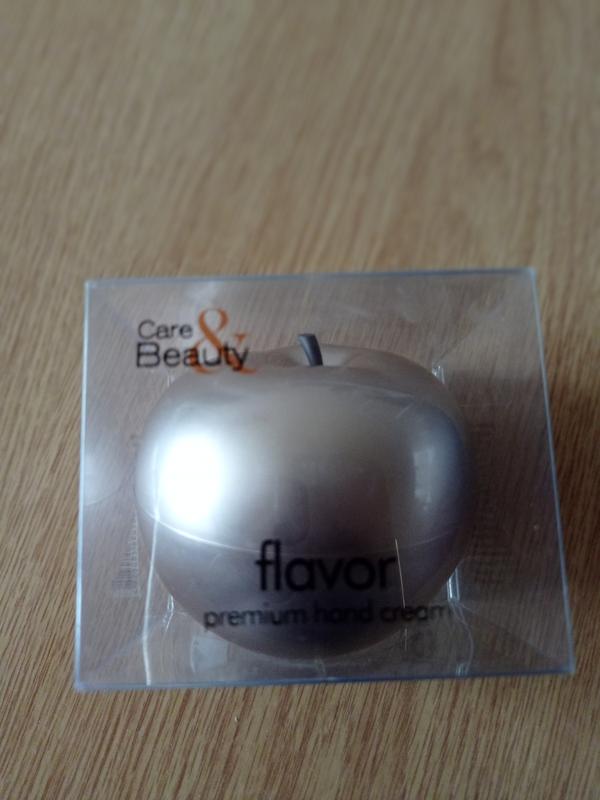 Care &
Beauty
flavor
premium hand cream